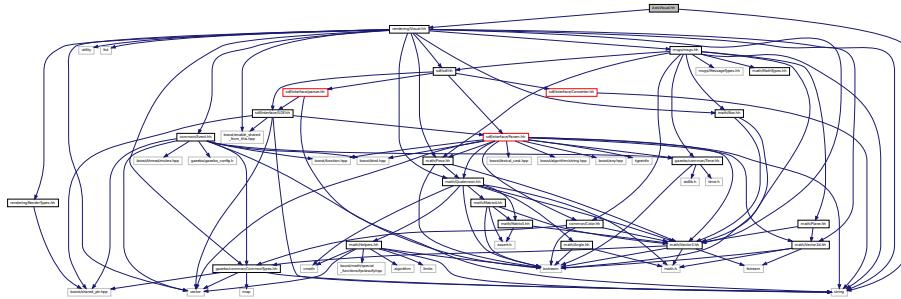 AxisVisual.hh
rendering/Visual.hh
utility
list
msgs/msgs.hh
sdf/sdf.hh
msgs/MessageTypes.hh
math/MathTypes.hh
sdf/interface/parser.hh
sdf/interface/Converter.hh
sdf/interface/SDF.hh
math/Box.hh
common/Event.hh
boost/enable_shared
_from_this.hpp
sdf/interface/Param.hh
boost/thread/mutex.hpp
gazebo/gazebo_config.h
boost/function.hpp
boost/bind.hpp
math/Pose.hh
boost/lexical_cast.hpp
boost/algorithm/string.hpp
boost/any.hpp
typeinfo
gazebo/common/Time.hh
math/Quaternion.hh
stdlib.h
time.h
rendering/RenderTypes.hh
math/Matrix4.hh
math/Matrix3.hh
common/Color.hh
math/Plane.hh
math/Helpers.hh
assert.h
math/Angle.hh
math/Vector3.hh
math/Vector2d.hh
gazebo/common/CommonTypes.hh
cmath
boost/math/special
_functions/fpclassify.hpp
algorithm
limits
iostream
math.h
fstream
boost/shared_ptr.hpp
vector
map
string